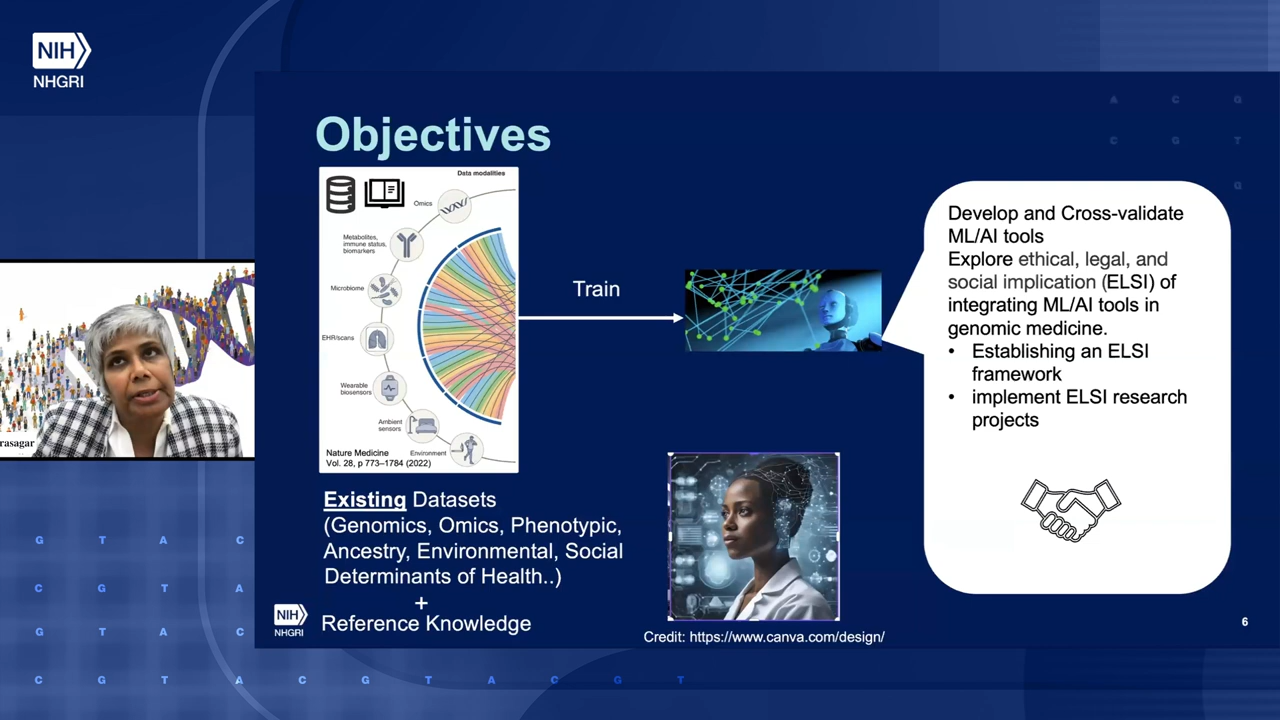 NIH
NHGRI
A C G
C G T
G
Objectives
Data modalities
Omics
Metabolites,
immune status,
biomarkers
Microbiome
EHR/scans
Wearable
biosensors
Ambient
sensors
Environment
Nature Medicine
Vol. 28, p 773–1784 (2022)
Train
Develop and Cross-validate
ML/AI tools
Explore ethical, legal, and
social implication (ELSI) of
integrating ML/AI tools in
genomic medicine.
• Establishing an ELSI
framework
• implement ELSI research
projects
rasagar
Existing Datasets
(Genomics, Omics, Phenotypic,
Ancestry, Environmental, Social
Determinants of Health..)
+
Reference Knowledge
NIH
NHGRI
Credit: https://www.canva.com/design/
6
G T A C
C G T A
G T A C
C G T A C G T A C G T